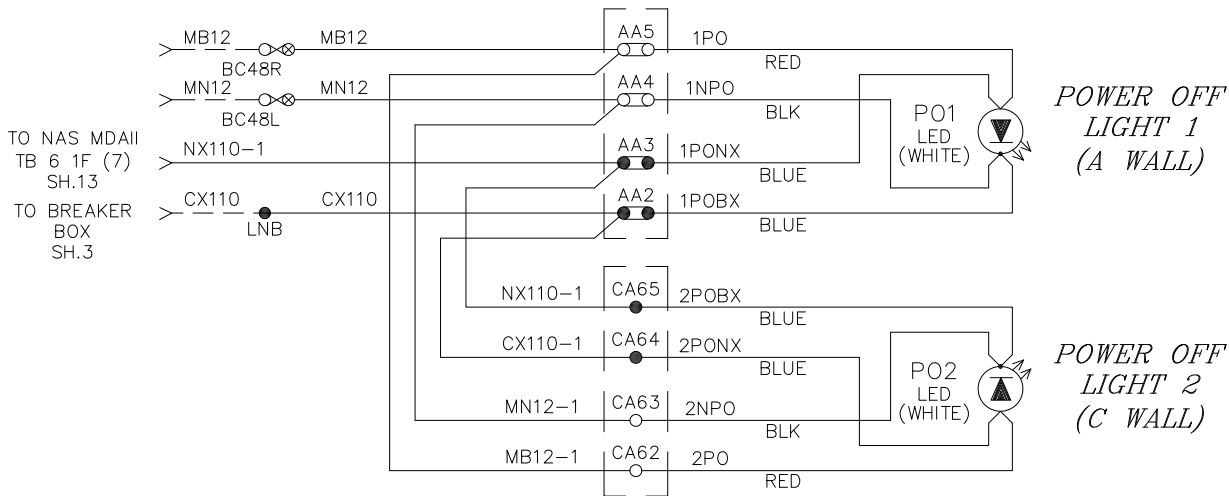 MB12
BC48R
MB12
AA5
1PO
RED
MN12
BC48L
MN12
AA4
1NPO
BLK
TO NAS MDAII
TB 6 1F (7)
SH.13
NX110-1
AA3
1PONX
BLUE
TO BREAKER
BOX
SH.3
CX110
LNB
CX110
AA2
1POBX
BLUE
PO1
LED
(WHITE)
POWER OFF
LIGHT 1
(A WALL)
NX110-1
CA65
2POBX
BLUE
CX110-1
CA64
2PONX
BLUE
MN12-1
CA63
2NPO
BLK
MB12-1
CA62
2PO
RED
PO2
LED
(WHITE)
POWER OFF
LIGHT 2
(C WALL)